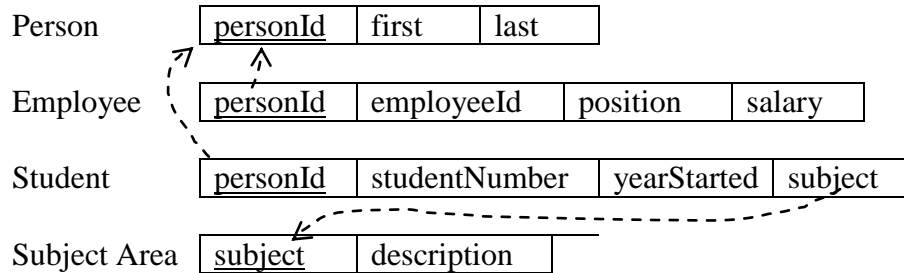 Person personId first last
Employee personId employeeId position salary
Student personId studentNumber yearStarted subject
Subject Area subject description